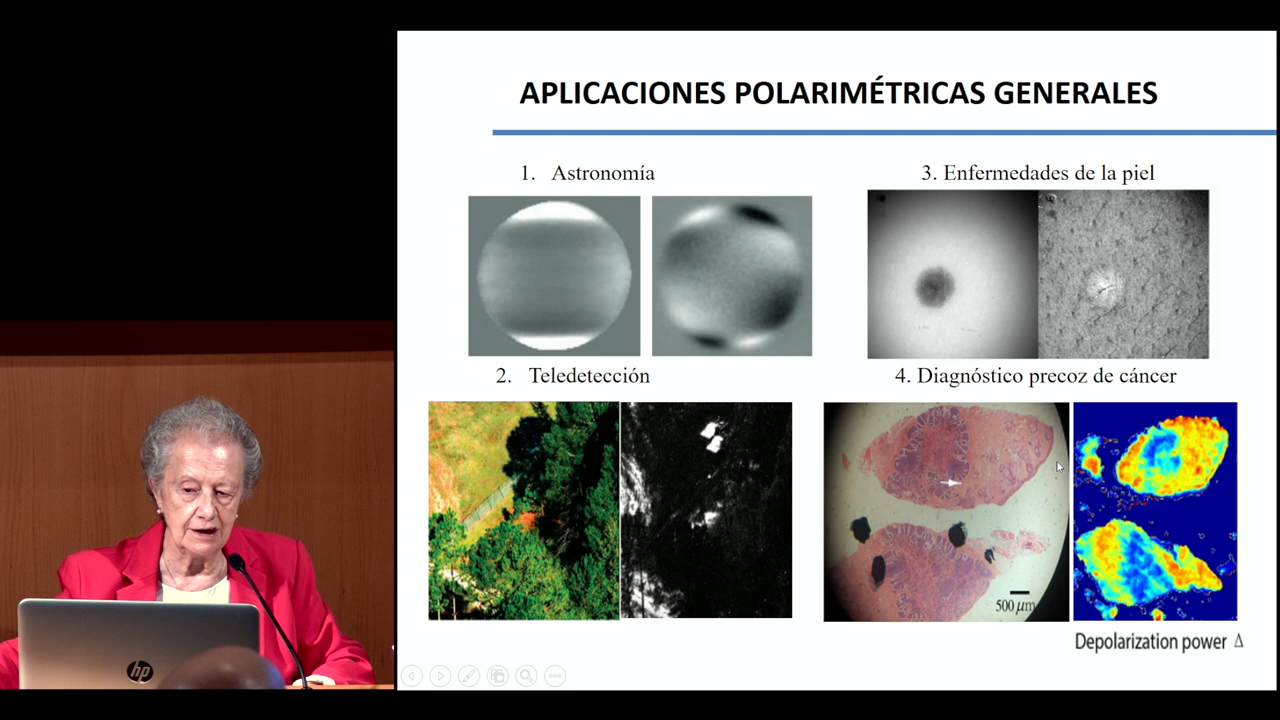 APLICACIONES POLARIMÉTRICAS GENERALES
1. Astronomía
3. Enfermedades de la piel
2. Teledetección
4. Diagnóstico precoz de cáncer
500 μm
Depolarization power Δ
hp